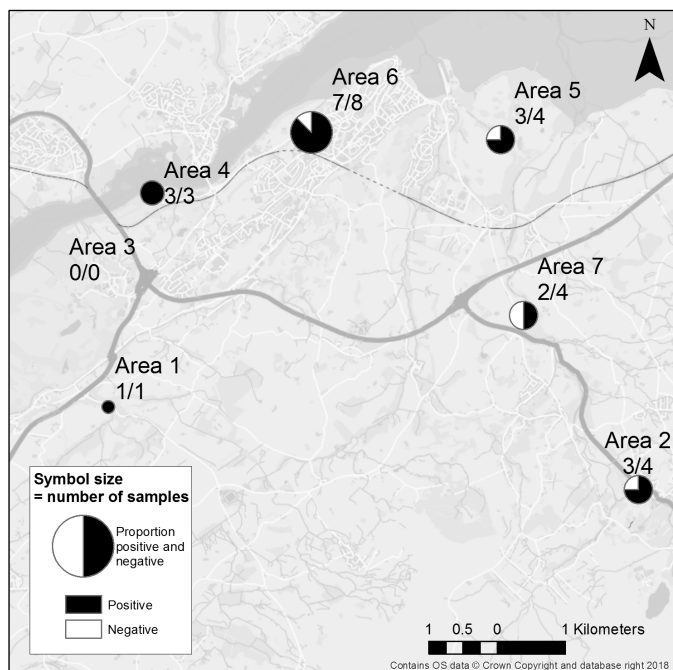 N
Area 6
7/8
Area 5
3/4
Area 4
3/3
Area 3
0/0
Area 7
2/4
Area 1
1/1
Area 2
3/4
Symbol size
= number of samples
Proportion
positive and
negative
Positive
Negative
1 0.5 0 1 Kilometers
Contains OS data © Crown Copyright and database right 2018